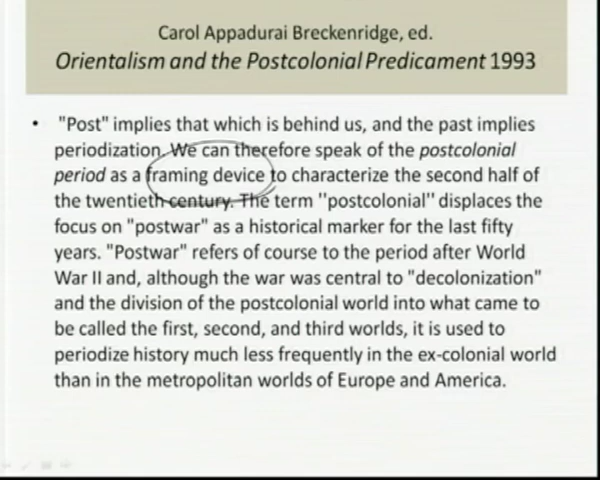 Carol Appadurai Breckenridge, ed.
Orientalism and the Postcolonial Predicament 1993
• "Post" implies that which is behind us, and the past implies
periodization. We can therefore speak of the postcolonial
period as a framing device to characterize the second half of
the twentieth century. The term "postcolonial" displaces the
focus on "postwar" as a historical marker for the last fifty
years. "Postwar" refers of course to the period after World
War II and, although the war was central to "decolonization"
and the division of the postcolonial world into what came to
be called the first, second, and third worlds, it is used to
periodize history much less frequently in the ex-colonial world
than in the metropolitan worlds of Europe and America.